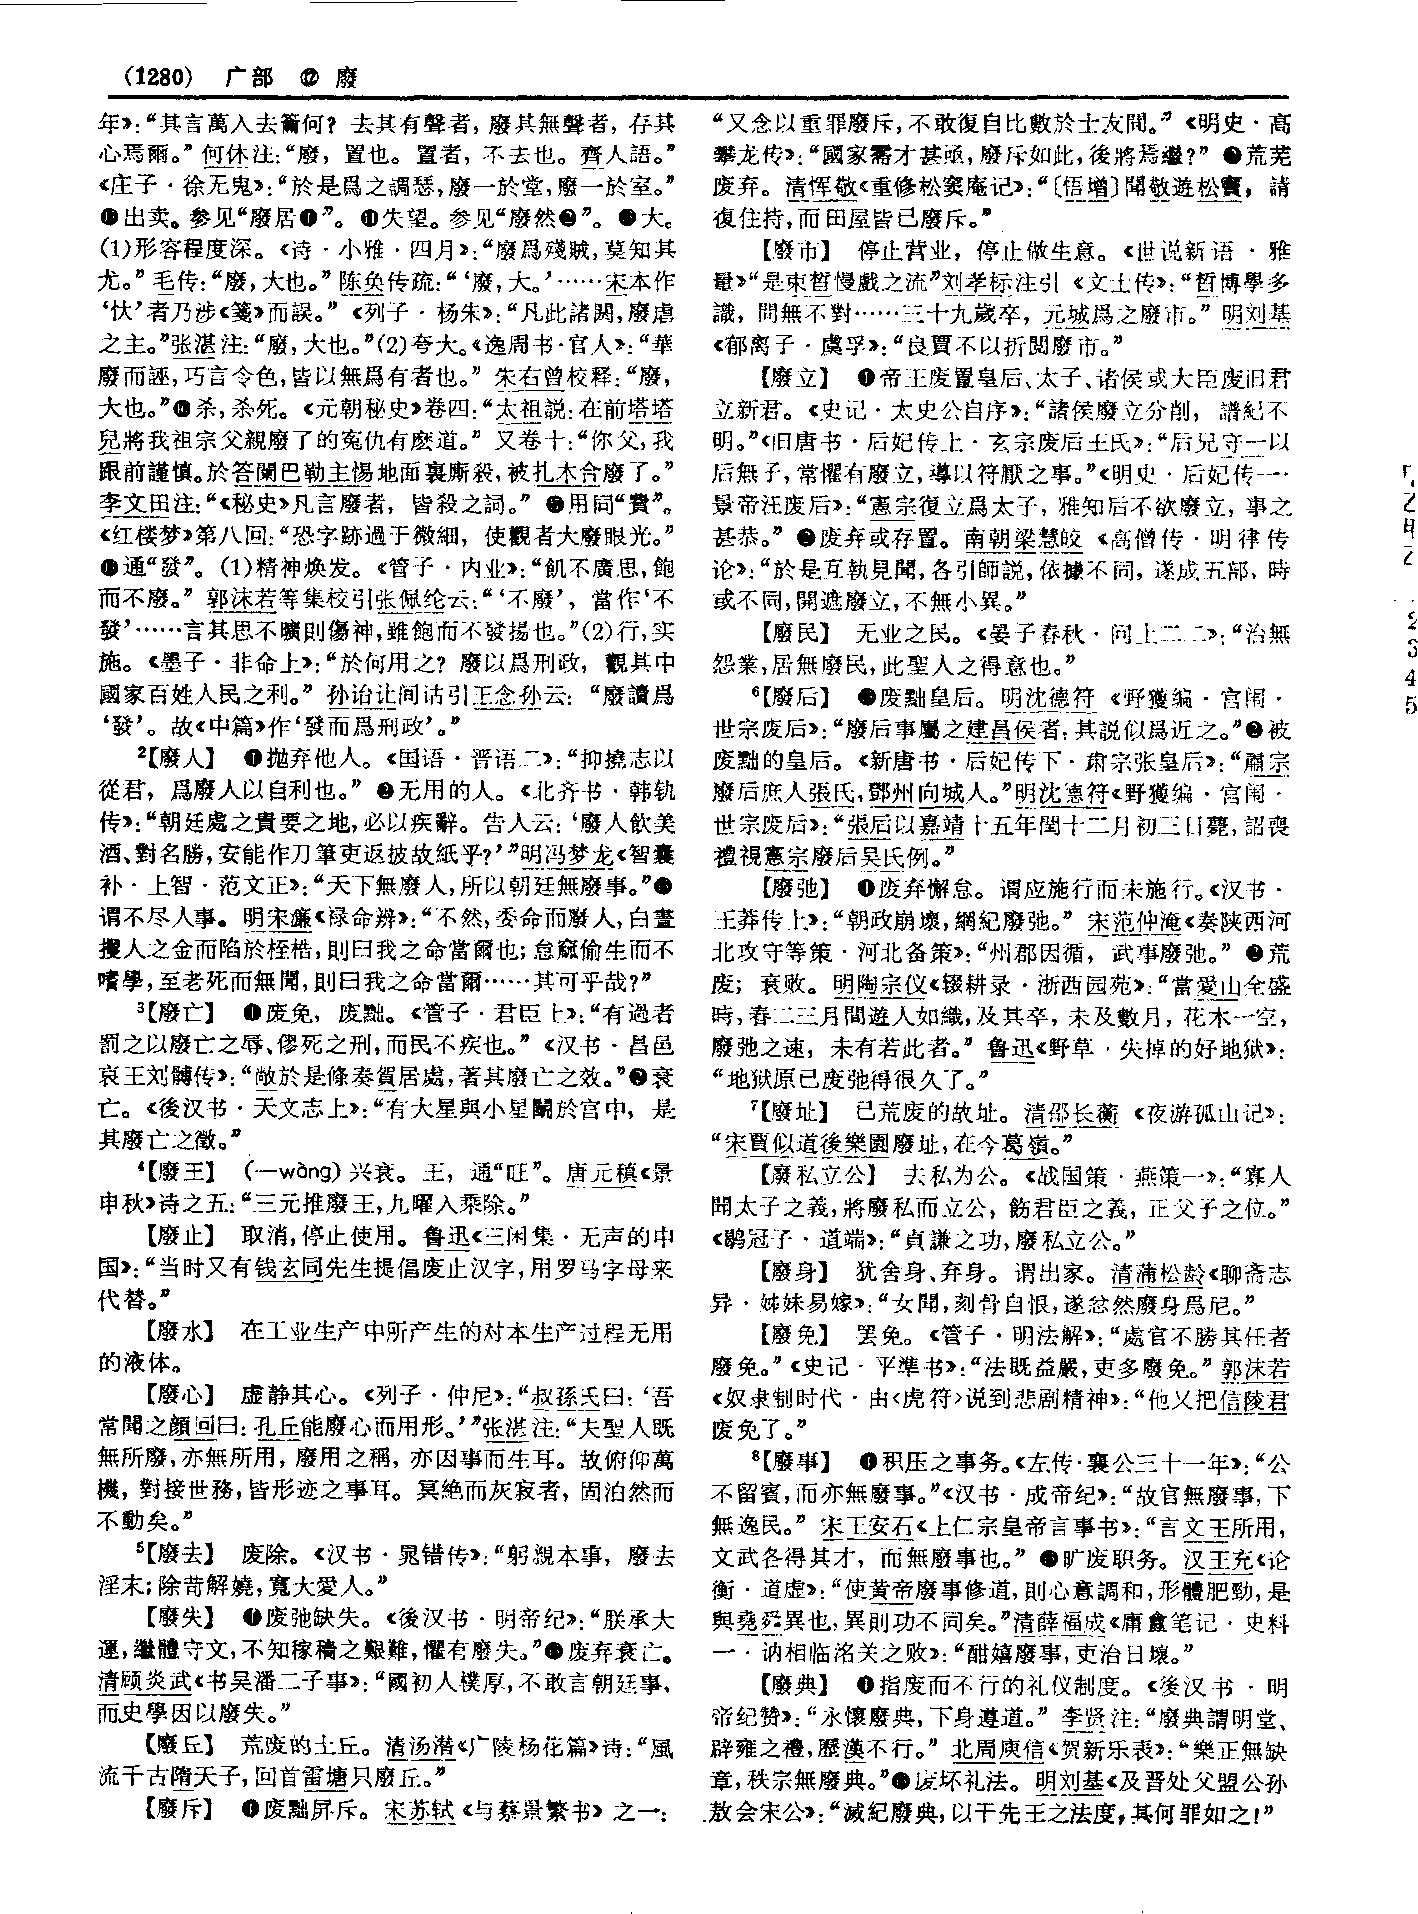 (1280) 广部 ⑫ 廢
年》：“其言萬入去籥何？去其有聲者，廢其無聲者，存其
心焉爾。”何休注：“廢，置也。置者，不去也。齊人語。”
《庄子·徐无鬼》：“於是爲之調瑟，廢一於堂，廢一於室。”
❿出卖。参见“廢居❶”。⓫失望。参见“廢然❷”。⓬大。
(1)形容程度深。《诗·小雅·四月》：“廢爲殘賊，莫知其
尤。”毛传：“廢，大也。”陈奂传疏：“‘廢，大。’……宋本作
‘忕’者乃涉《箋》而誤。”《列子·杨朱》：“凡此諸閼，廢虐
之主。”张湛注：“廢，大也。”(2)夸大。《逸周书·官人》：“華
廢而誣，巧言令色，皆以無爲有者也。”朱右曾校释：“廢，
大也。”⓭杀，杀死。《元朝秘史》卷四：“太祖説：在前塔塔
兒將我祖宗父親廢了的寃仇有麽道。”又卷十：“你父，我
跟前謹慎。於答闌巴勒主惕地面裏廝殺，被扎木合廢了。”
李文田注：“《秘史》凡言廢者，皆殺之詞。”⓮用同“費”。
《红楼梦》第八回：“恐字跡過于微細，使觀者大廢眼光。”
⓯通“發”。(1)精神焕发。《管子·内业》：“飢不廣思，飽
而不廢。”郭沫若等集校引张佩纶云：“‘不廢’，當作‘不
發’……言其思不曠則傷神，雖飽而不發揚也。”(2)行，实
施。《墨子·非命上》：“於何用之？廢以爲刑政，觀其中
國家百姓人民之利。”孙诒让间诂引王念孙云：“廢讀爲
‘發’。故《中篇》作‘發而爲刑政’。”
²【廢人】 ❶抛弃他人。《国语·晋语二》：“抑撓志以
從君，爲廢人以自利也。”❷无用的人。《北齐书·韩轨
传》：“朝廷處之貴要之地，必以疾辭。告人云：‘廢人飲美
酒、對名勝，安能作刀筆吏返披故紙乎？’”明冯梦龙《智囊
补·上智·范文正》：“天下無廢人，所以朝廷無廢事。”❸
谓不尽人事。明宋濂《禄命辨》：“不然，委命而廢人，白晝
攫人之金而陷於桎梏，則曰我之命當爾也；怠窳偷生而不
嗜學，至老死而無聞，則曰我之命當爾……其可乎哉？”
³【廢亡】 ❶废免，废黜。《管子·君臣上》：“有過者
罰之以廢亡之辱、僇死之刑，而民不疾也。”《汉书·昌邑
哀王刘髆传》：“敞於是條奏賀居處，著其廢亡之效。”❷衰
亡。《後汉书·天文志上》：“有大星與小星鬭於宫中，是
其廢亡之徵。”
⁴【廢王】 (—wàng)兴衰。王，通“旺”。唐元稹《景
申秋》诗之五：“三元推廢王，九曜入乘除。”
【廢止】 取消，停止使用。鲁迅《三闲集·无声的中
国》：“当时又有钱玄同先生提倡废止汉字，用罗马字母来
代替。”
【廢水】 在工业生产中所产生的对本生产过程无用
的液体。
【廢心】 虚静其心。《列子·仲尼》：“叔孫氏曰：‘吾
常聞之顔回曰：孔丘能廢心而用形。’”张湛注：“夫聖人既
無所廢，亦無所用，廢用之稱，亦因事而生耳。故俯仰萬
機，對接世務，皆形迹之事耳。冥絶而灰寂者，固泊然而
不動矣。”
⁵【廢去】 废除。《汉书·晁错传》：“躬親本事，廢去
淫末；除苛解嬈，寬大愛人。”
【廢失】 ❶废弛缺失。《後汉书·明帝纪》：“朕承大
運，繼體守文，不知稼穡之艱難，懼有廢失。”❷废弃衰亡。
清顾炎武《书吴潘二子事》：“國初人樸厚，不敢言朝廷事，
而史學因以廢失。”
【廢丘】 荒废的土丘。清汤潜《广陵杨花篇》诗：“風
流千古隋天子，回首雷塘只廢丘。”
【廢斥】 ❶废黜屏斥。宋苏轼《与蔡景繁书》之一：
“又念以重罪廢斥，不敢復自比數於士友間。”《明史·高
攀龙传》：“國家需才甚亟，廢斥如此，後將焉繼？”❷荒芜
废弃。清恽敬《重修松窦庵记》：“〔悟增〕聞敬遊松竇，請
復住持，而田屋皆已廢斥。”
【廢市】 停止营业，停止做生意。《世说新语·雅
量》“是束晳慢戲之流”刘孝标注引《文士传》：“晳博學多
識，問無不對……三十九歲卒，元城爲之廢市。”明刘基
《郁离子·虞孚》：“良賈不以折閲廢市。”
【廢立】 ❶帝王废置皇后、太子、诸侯或大臣废旧君
立新君。《史记·太史公自序》：“諸侯廢立分削，譜紀不
明。”《旧唐书·后妃传上·玄宗废后王氏》：“后兄守一以
后無子，常懼有廢立，導以符厭之事。”《明史·后妃传一·
景帝汪废后》：“憲宗復立爲太子，雅知后不欲廢立，事之
甚恭。”❷废弃或存置。南朝梁慧皎《高僧传·明律传
论》：“於是互執見聞，各引師説，依據不同，遂成五部，時
或不同，開遮廢立，不無小異。”
【廢民】 无业之民。《晏子春秋·问上二二》：“治無
怨業，居無廢民，此聖人之得意也。”
⁶【廢后】 ❶废黜皇后。明沈德符《野獲编·宫闱·
世宗废后》：“廢后事屬之建昌侯者，其説似爲近之。”❷被
废黜的皇后。《新唐书·后妃传下·肃宗张皇后》：“肅宗
廢后庶人張氏，鄧州向城人。”明沈德符《野獲编·宫闱·
世宗废后》：“張后以嘉靖十五年閏十二月初三日薨，詔喪
禮視憲宗廢后吴氏例。”
【廢弛】 ❶废弃懈怠。谓应施行而未施行。《汉书·
王莽传上》：“朝政崩壞，綱紀廢弛。”宋范仲淹《奏陕西河
北攻守等策·河北备策》：“州郡因循，武事廢弛。”❷荒
废；衰败。明陶宗仪《辍耕录·浙西园苑》：“當愛山全盛
時，春二三月間遊人如織，及其卒，未及數月，花木一空，
廢弛之速，未有若此者。”鲁迅《野草·失掉的好地狱》：
“地狱原已废弛得很久了。”
⁷【廢址】 已荒废的故址。清邵长蘅《夜游孤山记》：
“宋賈似道後樂園廢址，在今葛嶺。”
【廢私立公】 去私为公。《战国策·燕策一》：“寡人
聞太子之義，將廢私而立公，飭君臣之義，正父子之位。”
《鹖冠子·道端》：“貞謙之功，廢私立公。”
【廢身】 犹舍身、弃身。谓出家。清蒲松龄《聊斋志
异·姊妹易嫁》：“女聞，刻骨自恨，遂忿然廢身爲尼。”
【廢免】 罢免。《管子·明法解》：“處官不勝其任者
廢免。”《史记·平準书》：“法既益嚴，吏多廢免。”郭沫若
《奴隶制时代·由〈虎符〉说到悲剧精神》：“他又把信陵君
废免了。”
⁸【廢事】 ❶积压之事务。《左传·襄公三十一年》：“公
不留賓，而亦無廢事。”《汉书·成帝纪》：“故官無廢事，下
無逸民。”宋王安石《上仁宗皇帝言事书》：“言文王所用，
文武各得其才，而無廢事也。”❷旷废职务。汉王充《论
衡·道虚》：“使黄帝廢事修道，則心意調和，形體肥勁，是
與堯舜異也，異則功不同矣。”清薛福成《庸盦笔记·史料
一·讷相临洺关之败》：“酣嬉廢事，吏治日壞。”
【廢典】 ❶指废而不行的礼仪制度。《後汉书·明
帝纪赞》：“永懷廢典，下身遵道。”李贤注：“廢典謂明堂、
辟雍之禮，歷漢不行。”北周庾信《贺新乐表》：“樂正無缺
章，秩宗無廢典。”❷废坏礼法。明刘基《及晋处父盟公孙
敖会宋公》：“滅紀廢典，以干先王之法度，其何罪如之！”